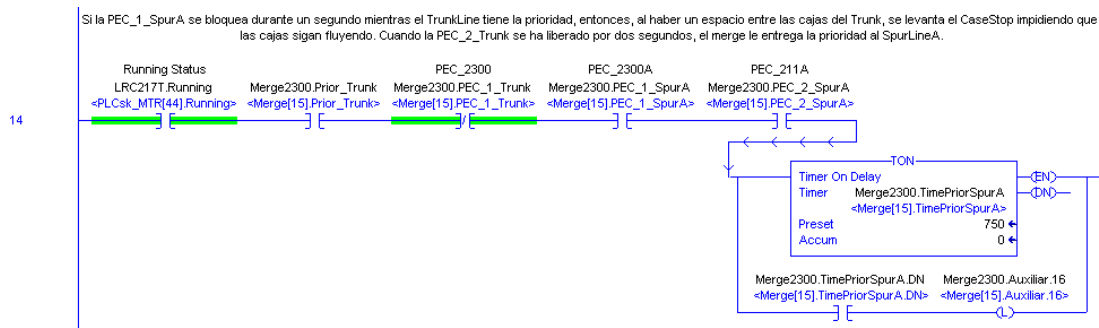 Si la PEC_1_SpurA se bloquea durante un segundo mientras el TrunkLine tiene la prioridad, entonces, al haber un espacio entre las cajas del Trunk, se levanta el CaseStop impidiendo que
las cajas sigan fluyendo. Cuando la PEC_2_Trunk se ha liberado por dos segundos, el merge le entrega la prioridad al SpurLineA.
Running Status PEC_2300 PEC_2300A PEC_211A
LRC217T.Running Merge2300.Prior_Trunk Merge2300.PEC_1_Trunk Merge2300.PEC_1_SpurA Merge2300.PEC_2_SpurA
<PLCsk_MTR[44].Running> <Merge[15].Prior_Trunk> <Merge[15].PEC_1_Trunk> <Merge[15].PEC_1_SpurA> <Merge[15].PEC_2_SpurA>
14
TON
Timer On Delay EN
Timer Merge2300.TimePriorSpurA DN
<Merge[15].TimePriorSpurA>
Preset 750
Accum 0
Merge2300.TimePriorSpurA.DN Merge2300.Auxiliar.16
<Merge[15].TimePriorSpurA.DN> <Merge[15].Auxiliar.16>
L